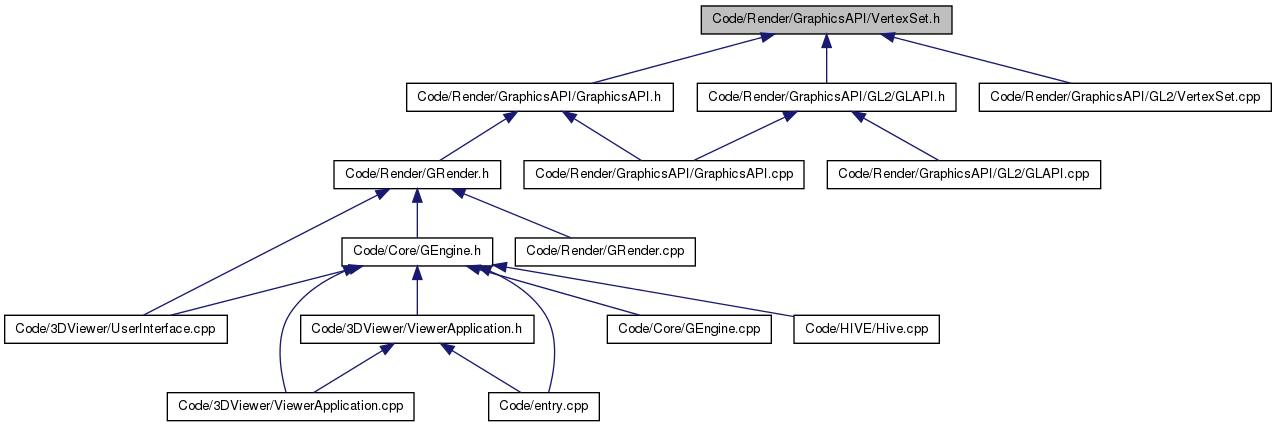 Code/Render/GraphicsAPI/VertexSet.h
Code/Render/GraphicsAPI/GraphicsAPI.h
Code/Render/GraphicsAPI/GL2/GLAPI.h
Code/Render/GraphicsAPI/GL2/VertexSet.cpp
Code/Render/GRender.h
Code/Render/GraphicsAPI/GraphicsAPI.cpp
Code/Render/GraphicsAPI/GL2/GLAPI.cpp
Code/Core/GEngine.h
Code/Render/GRender.cpp
Code/3DViewer/UserInterface.cpp
Code/3DViewer/ViewerApplication.h
Code/Core/GEngine.cpp
Code/HIVE/Hive.cpp
Code/3DViewer/ViewerApplication.cpp
Code/entry.cpp